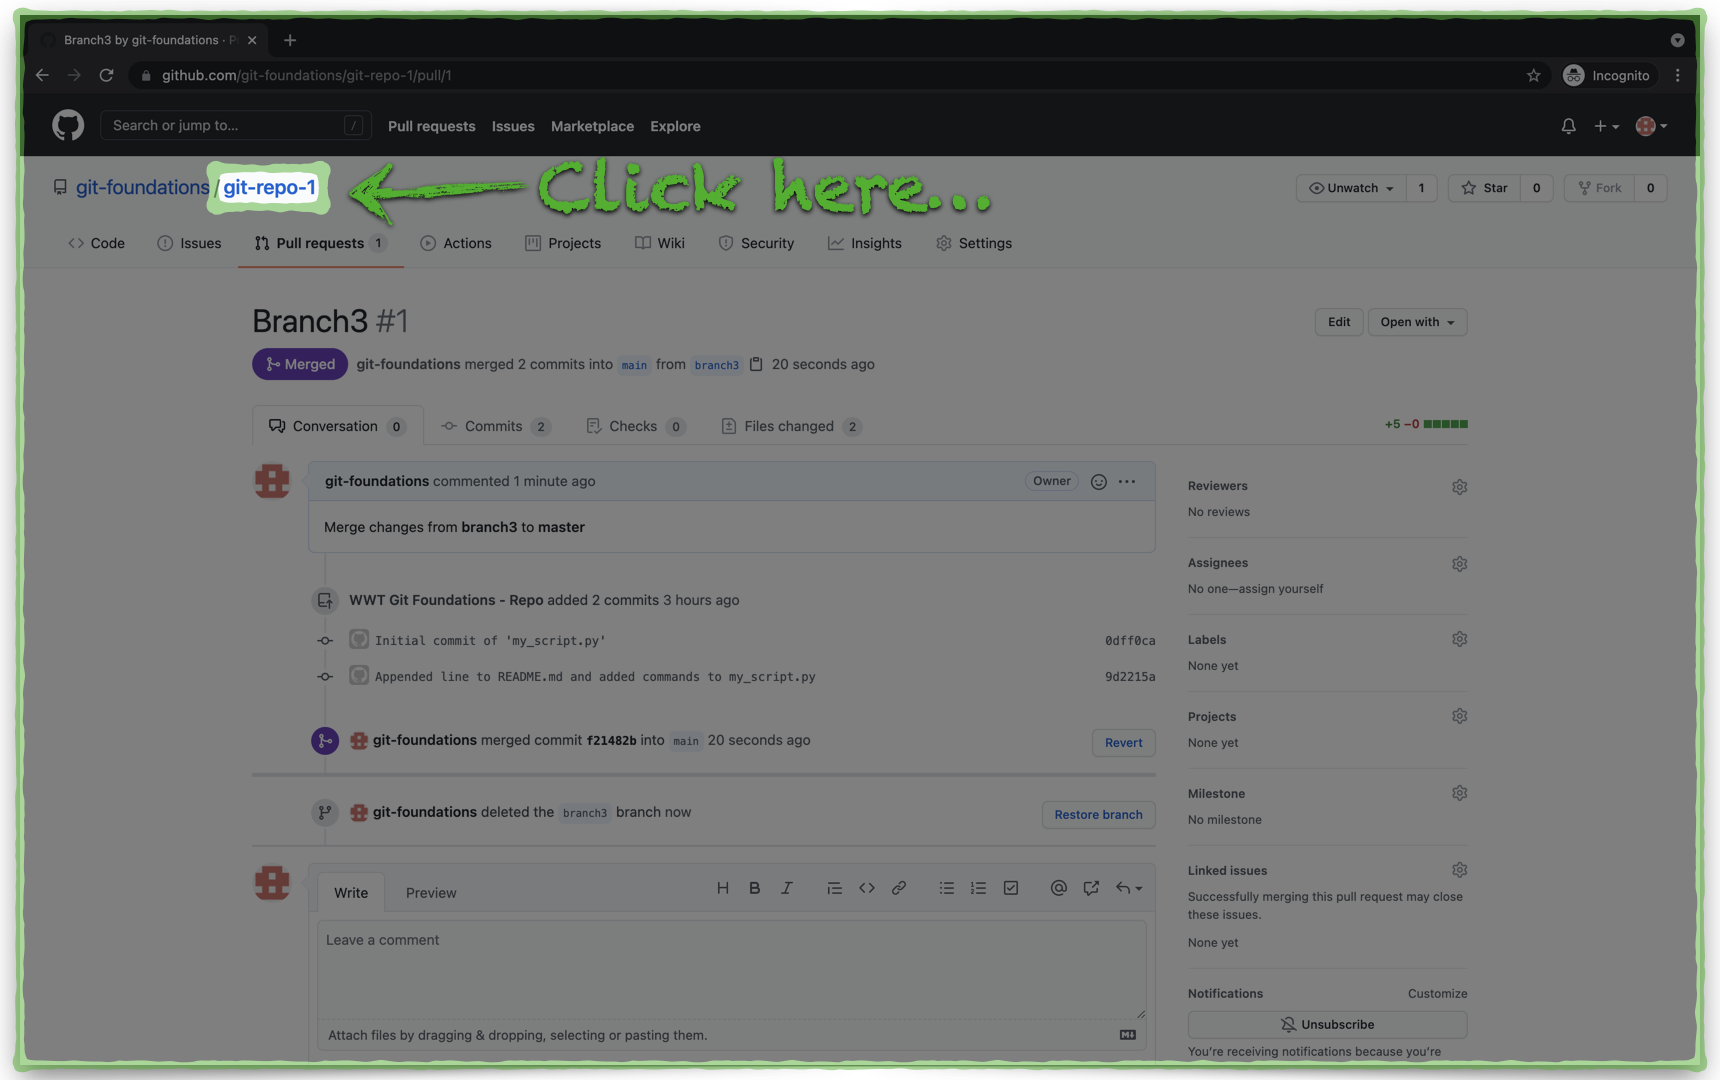 Branch3 by git-foundations · P
github.com/git-foundations/git-repo-1/pull/1
Incognito
Search or jump to...
/
Pull requests
Issues
Marketplace
Explore
git-foundations / git-repo-1
Click here...
Unwatch 1
Star 0
Fork 0
Code
Issues
Pull requests 1
Actions
Projects
Wiki
Security
Insights
Settings
Branch3 #1
Edit
Open with
Merged
git-foundations merged 2 commits into main from branch3 20 seconds ago
Conversation 0
Commits 2
Checks 0
Files changed 2
+5 −0
git-foundations commented 1 minute ago
Owner
Merge changes from branch3 to master
WWT Git Foundations - Repo added 2 commits 3 hours ago
Initial commit of 'my_script.py' 0dff0ca
Appended line to README.md and added commands to my_script.py 9d2215a
git-foundations merged commit f21482b into main 20 seconds ago
Revert
git-foundations deleted the branch3 branch now
Restore branch
Write
Preview
Leave a comment
Attach files by dragging & dropping, selecting or pasting them.
Reviewers
No reviews
Assignees
No one—assign yourself
Labels
None yet
Projects
None yet
Milestone
No milestone
Linked issues
Successfully merging this pull request may close
these issues.
None yet
Notifications
Customize
Unsubscribe
You're receiving notifications because you're